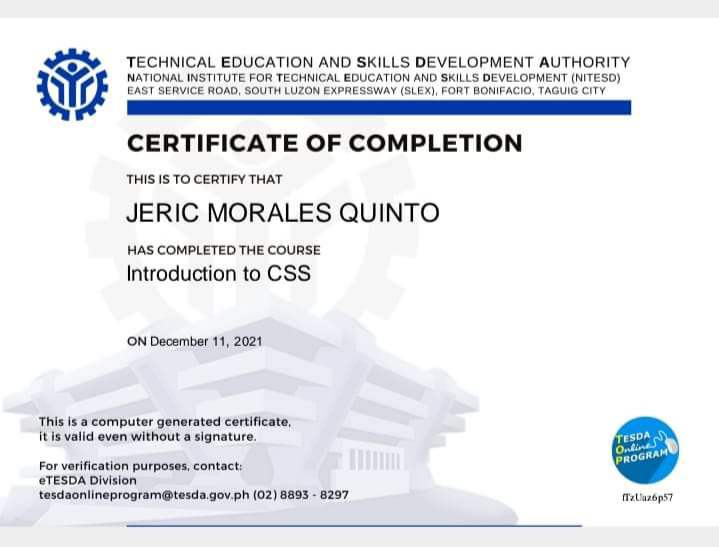 TECHNICAL EDUCATION AND SKILLS DEVELOPMENT AUTHORITY
NATIONAL INSTITUTE FOR TECHNICAL EDUCATION AND SKILLS DEVELOPMENT (NITESD)
EAST SERVICE ROAD, SOUTH LUZON EXPRESSWAY (SLEX), FORT BONIFACIO, TAGUIG CITY
CERTIFICATE OF COMPLETION
THIS IS TO CERTIFY THAT
JERIC MORALES QUINTO
HAS COMPLETED THE COURSE
Introduction to CSS
ON December 11, 2021
This is a computer generated certificate,
it is valid even without a signature.
For verification purposes, contact:
eTESDA Division
tesdaonlineprogram@tesda.gov.ph (02) 8893 - 8297
TESDA
Online
PROGRAM
fTzUaz6p57